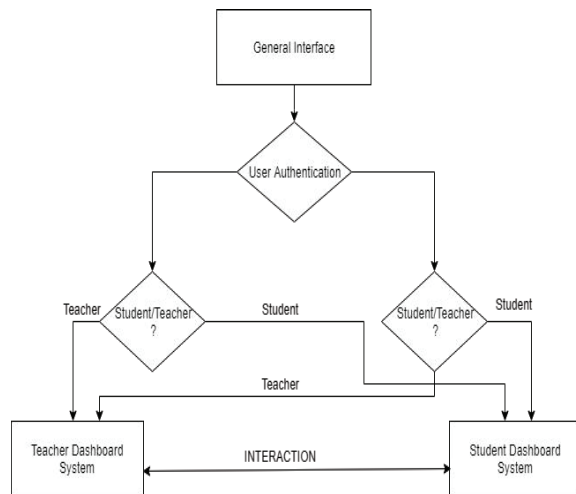 General Interface
User Authentication
Teacher
Student/Teacher
?
Student
Student/Teacher
?
Student
Teacher
Teacher Dashboard
System
INTERACTION
Student Dashboard
System